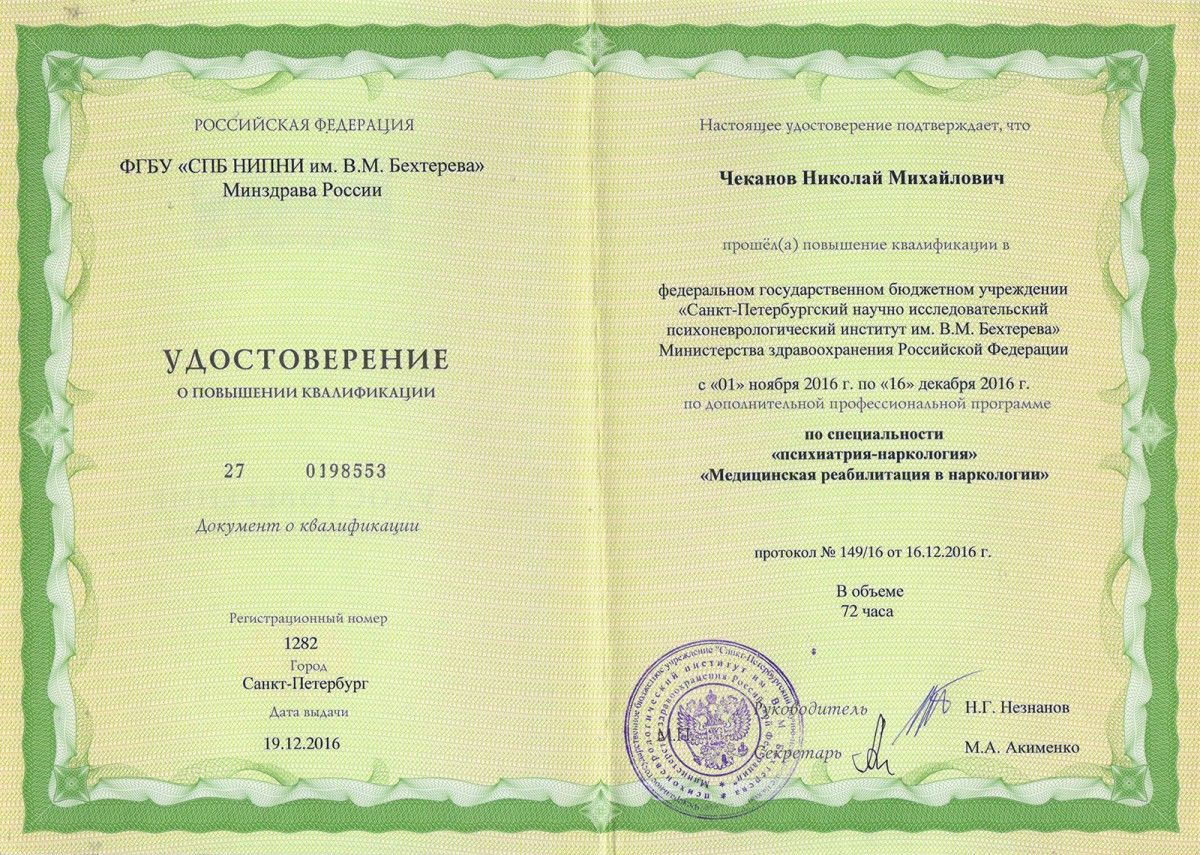 РОССИЙСКАЯ ФЕДЕРАЦИЯ
ФГБУ «СПБ НИПНИ им. В.М. Бехтерева»
Минздрава России
УДОСТОВЕРЕНИЕ
О ПОВЫШЕНИИ КВАЛИФИКАЦИИ
27 0198553
Документ о квалификации
Регистрационный номер
1282
Город
Санкт-Петербург
Дата выдачи
19.12.2016
Настоящее удостоверение подтверждает, что
Чеканов Николай Михайлович
прошёл(а) повышение квалификации в
федеральном государственном бюджетном учреждении
«Санкт-Петербургский научно исследовательский
психоневрологический институт им. В.М. Бехтерева»
Министерства здравоохранения Российской Федерации
с «01» ноября 2016 г. по «16» декабря 2016 г.
по дополнительной профессиональной программе
по специальности
«психиатрия-наркология»
«Медицинская реабилитация в наркологии»
протокол № 149/16 от 16.12.2016 г.
В объеме
72 часа
Руководитель Н.Г. Незнанов
М.П.
Секретарь М.А. Акименко